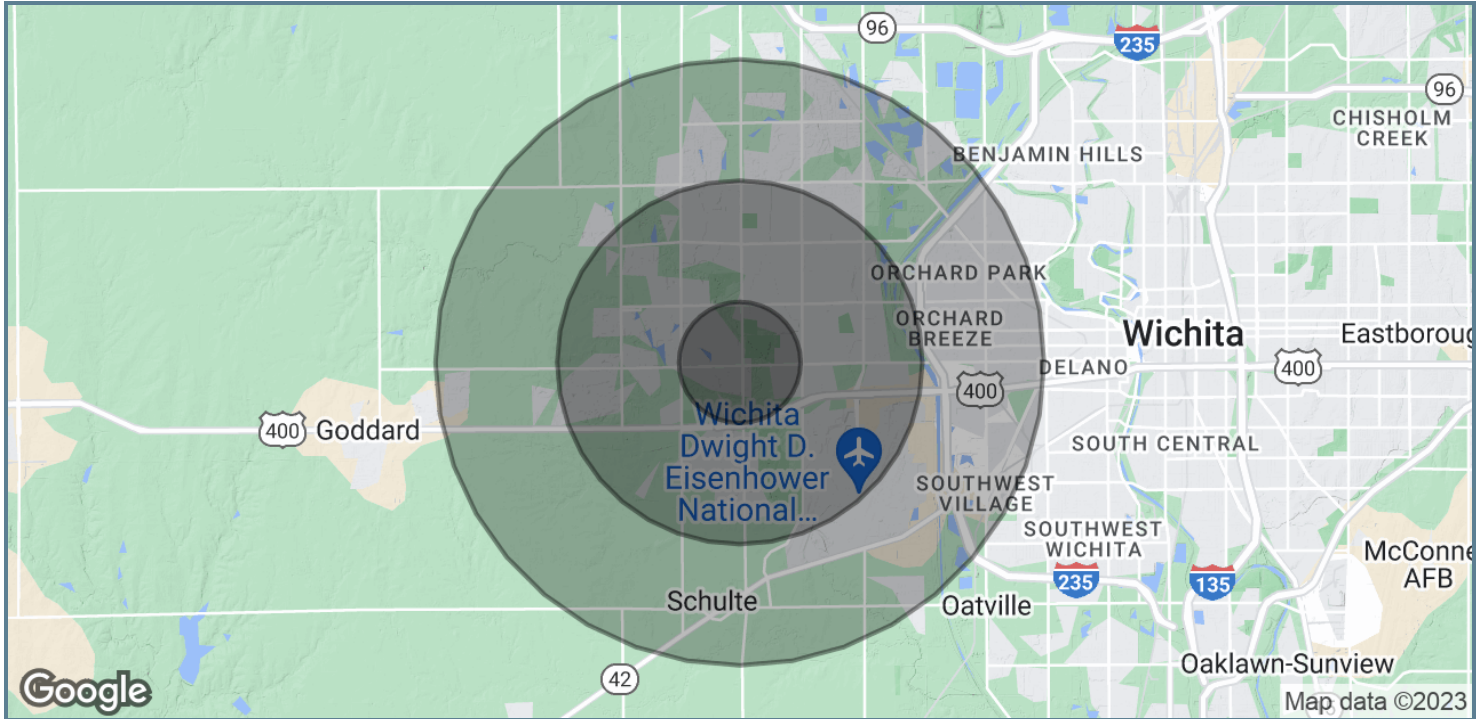 96
235
96
CHISHOLM
CREEK
BENJAMIN HILLS
ORCHARD PARK
ORCHARD
BREEZE
Wichita
Eastboroug
DELANO
400
400
400
Goddard
Wichita
Dwight D.
Eisenhower
National...
SOUTH CENTRAL
SOUTHWEST
VILLAGE
SOUTHWEST
WICHITA
McConne
AFB
235
135
Schulte
Oatville
Oaklawn-Sunview
42
Google
Map data ©2023